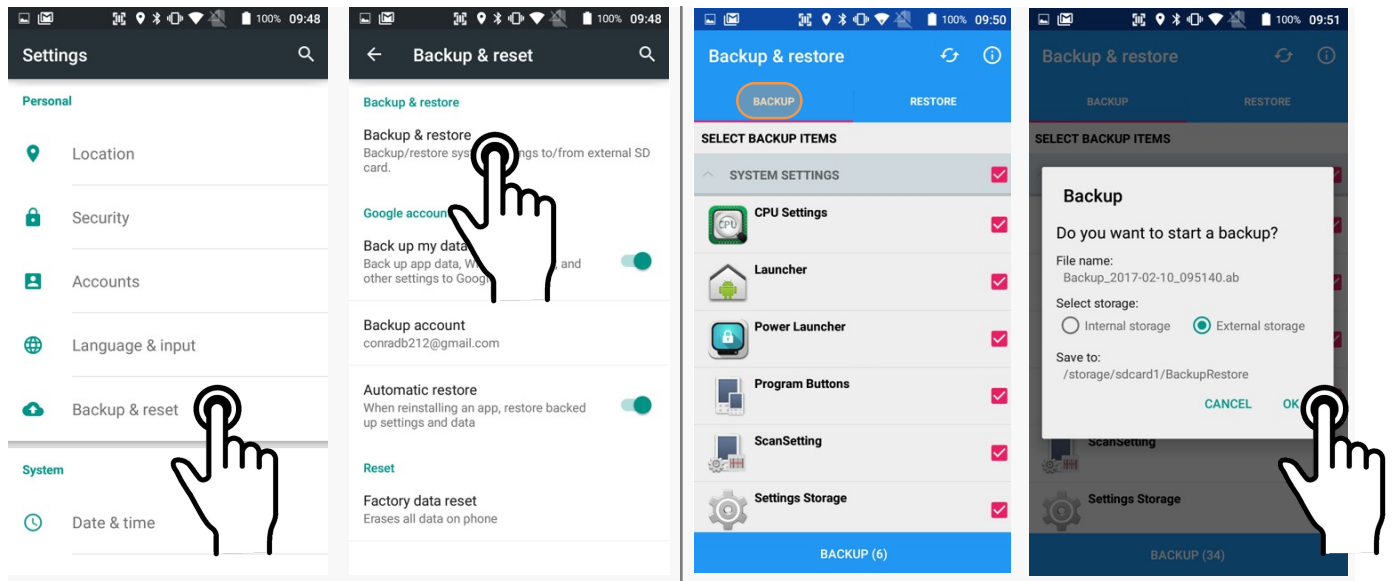 100% 09:48
Settings
Personal
Location
Security
Accounts
Language & input
Backup & reset
System
Date & time
100% 09:48
Backup & reset
Backup & restore
Backup & restore
Backup/restore sys ngs to/from external SD
card.
Google accoun
Back up my data
Back up app data, W , and
other settings to Googl
Backup account
conradb212@gmail.com
Automatic restore
When reinstalling an app, restore backed
up settings and data
Reset
Factory data reset
Erases all data on phone
100% 09:50
Backup & restore
BACKUP RESTORE
SELECT BACKUP ITEMS
SYSTEM SETTINGS
CPU
CPU Settings
Launcher
Power Launcher
Program Buttons
ScanSetting
Settings Storage
BACKUP (6)
100% 09:51
Backup & restore
BACKUP RESTORE
SELECT BACKUP ITEMS
Backup
Do you want to start a backup?
File name:
Backup_2017-02-10_095140.ab
Select storage:
Internal storage External storage
Save to:
/storage/sdcard1/BackupRestore
CANCEL OK
ScanSetting
Settings Storage
BACKUP (34)